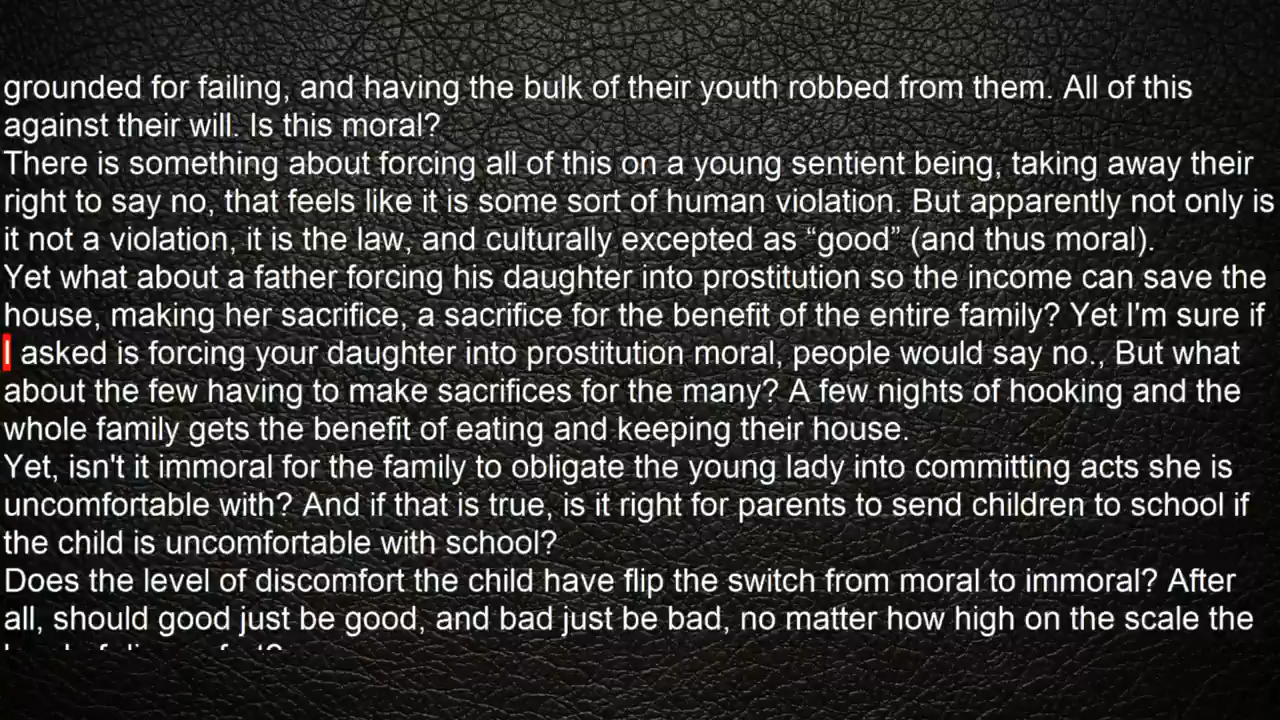 grounded for failing, and having the bulk of their youth robbed from them. All of this
against their will. Is this moral?
There is something about forcing all of this on a young sentient being, taking away their
right to say no, that feels like it is some sort of human violation. But apparently not only is
it not a violation, it is the law, and culturally excepted as “good” (and thus moral).
Yet what about a father forcing his daughter into prostitution so the income can save the
house, making her sacrifice, a sacrifice for the benefit of the entire family? Yet I'm sure if
I asked is forcing your daughter into prostitution moral, people would say no., But what
about the few having to make sacrifices for the many? A few nights of hooking and the
whole family gets the benefit of eating and keeping their house.
Yet, isn't it immoral for the family to obligate the young lady into committing acts she is
uncomfortable with? And if that is true, is it right for parents to send children to school if
the child is uncomfortable with school?
Does the level of discomfort the child have flip the switch from moral to immoral? After
all, should good just be good, and bad just be bad, no matter how high on the scale the